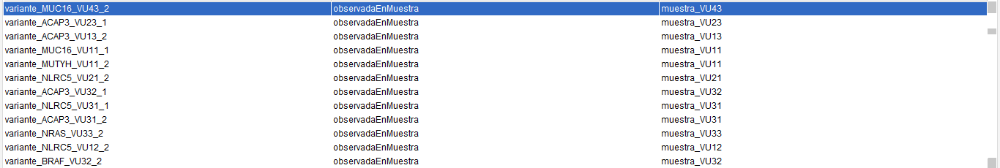 variante_MUC16_VU43_2 observadaEnMuestra muestra_VU43
variante_ACAP3_VU23_1 observadaEnMuestra muestra_VU23
variante_ACAP3_VU13_2 observadaEnMuestra muestra_VU13
variante_MUC16_VU11_1 observadaEnMuestra muestra_VU11
variante_MUTYH_VU11_2 observadaEnMuestra muestra_VU11
variante_NLRC5_VU21_2 observadaEnMuestra muestra_VU21
variante_ACAP3_VU32_1 observadaEnMuestra muestra_VU32
variante_NLRC5_VU31_1 observadaEnMuestra muestra_VU31
variante_ACAP3_VU31_2 observadaEnMuestra muestra_VU31
variante_NRAS_VU33_2 observadaEnMuestra muestra_VU33
variante_NLRC5_VU12_2 observadaEnMuestra muestra_VU12
variante_BRAF_VU32_2 observadaEnMuestra muestra_VU32